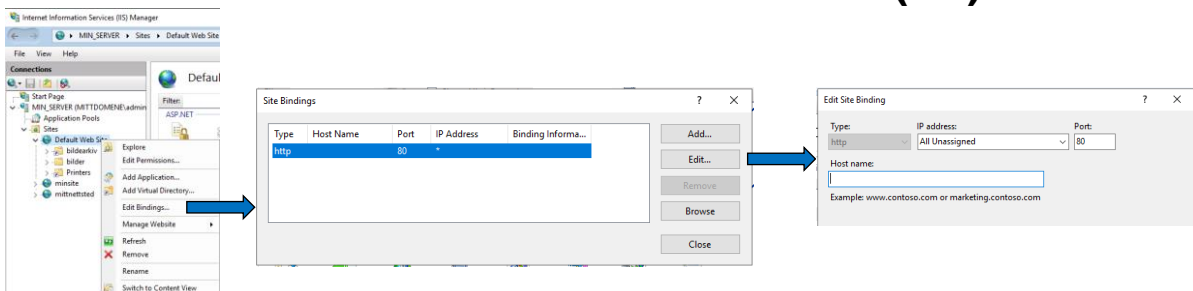 Internet Information Services (IIS) Manager
MIN_SERVER Sites Default Web Site
File View Help
Connections
Start Page
MIN_SERVER (MITTDOMENE\admin
Application Pools
Sites
Default Web Si
bildearkiv
bilder
Printers
minsite
mittnettsted
Defaul
Filter:
ASP.NET
Explore
Edit Permissions...
Add Application...
Add Virtual Directory...
Edit Bindings...
Manage Website
Refresh
Remove
Rename
Switch to Content View
Site Bindings
Type Host Name Port IP Address Binding Informa...
http 80 *
Add...
Edit...
Remove
Browse
Close
Edit Site Binding
Type: IP address: Port:
http All Unassigned 80
Host name:
Example: www.contoso.com or marketing.contoso.com